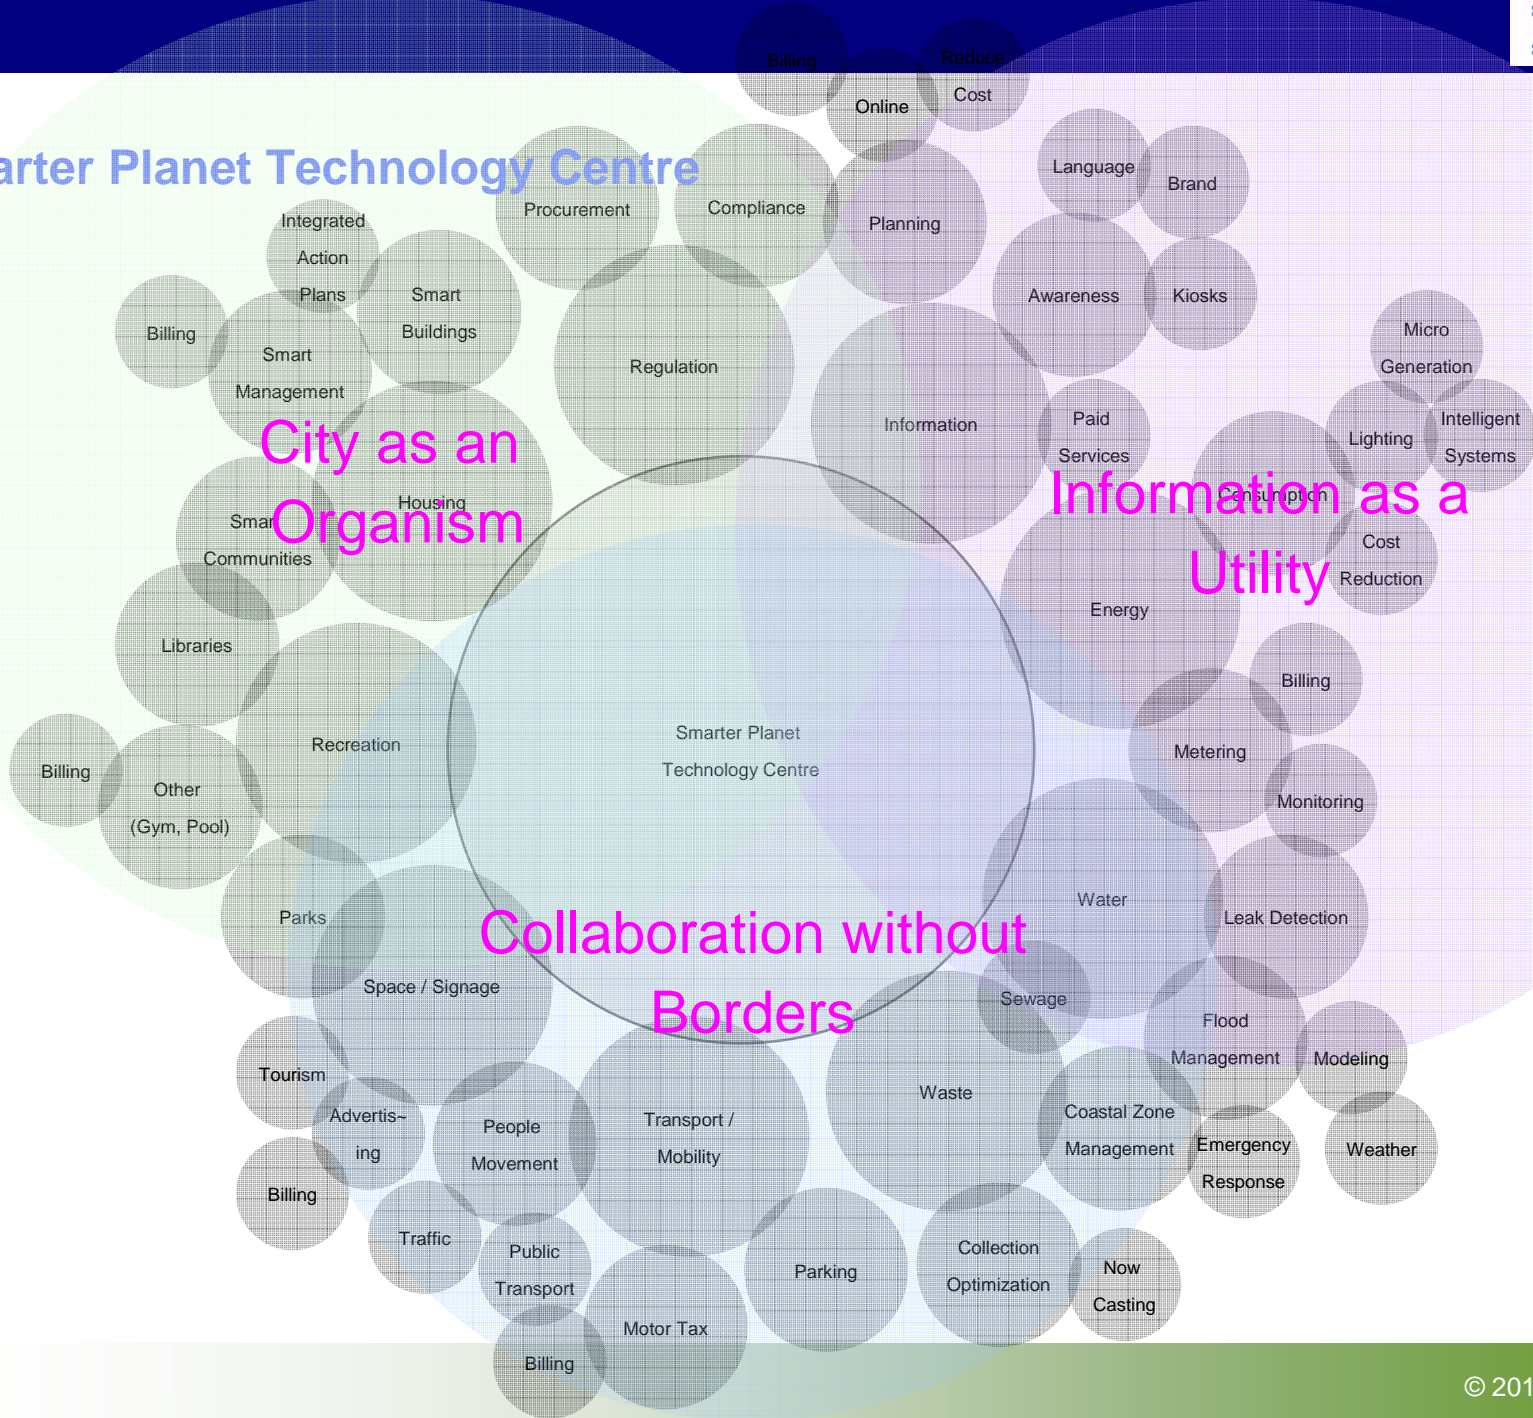 Billing
Reduce
Cost
Online
Smarter Planet Technology Centre
Procurement
Compliance
Planning
Language
Brand
Integrated
Action
Plans
Smart
Buildings
Awareness
Kiosks
Billing
Smart
Management
Regulation
Information
Paid
Services
Micro
Generation
Lighting
Intelligent
Systems
City as an
Organism
Housing
Information as a
Utility
Consumption
Cost
Reduction
Smart
Communities
Energy
Libraries
Billing
Recreation
Smarter Planet
Technology Centre
Metering
Billing
Other
(Gym, Pool)
Monitoring
Parks
Water
Leak Detection
Collaboration without
Borders
Space / Signage
Sewage
Flood
Management
Modeling
Tourism
Advertis~
ing
People
Movement
Transport /
Mobility
Waste
Coastal Zone
Management
Emergency
Response
Weather
Billing
Traffic
Public
Transport
Parking
Collection
Optimization
Now
Casting
Motor Tax
Billing
© 201